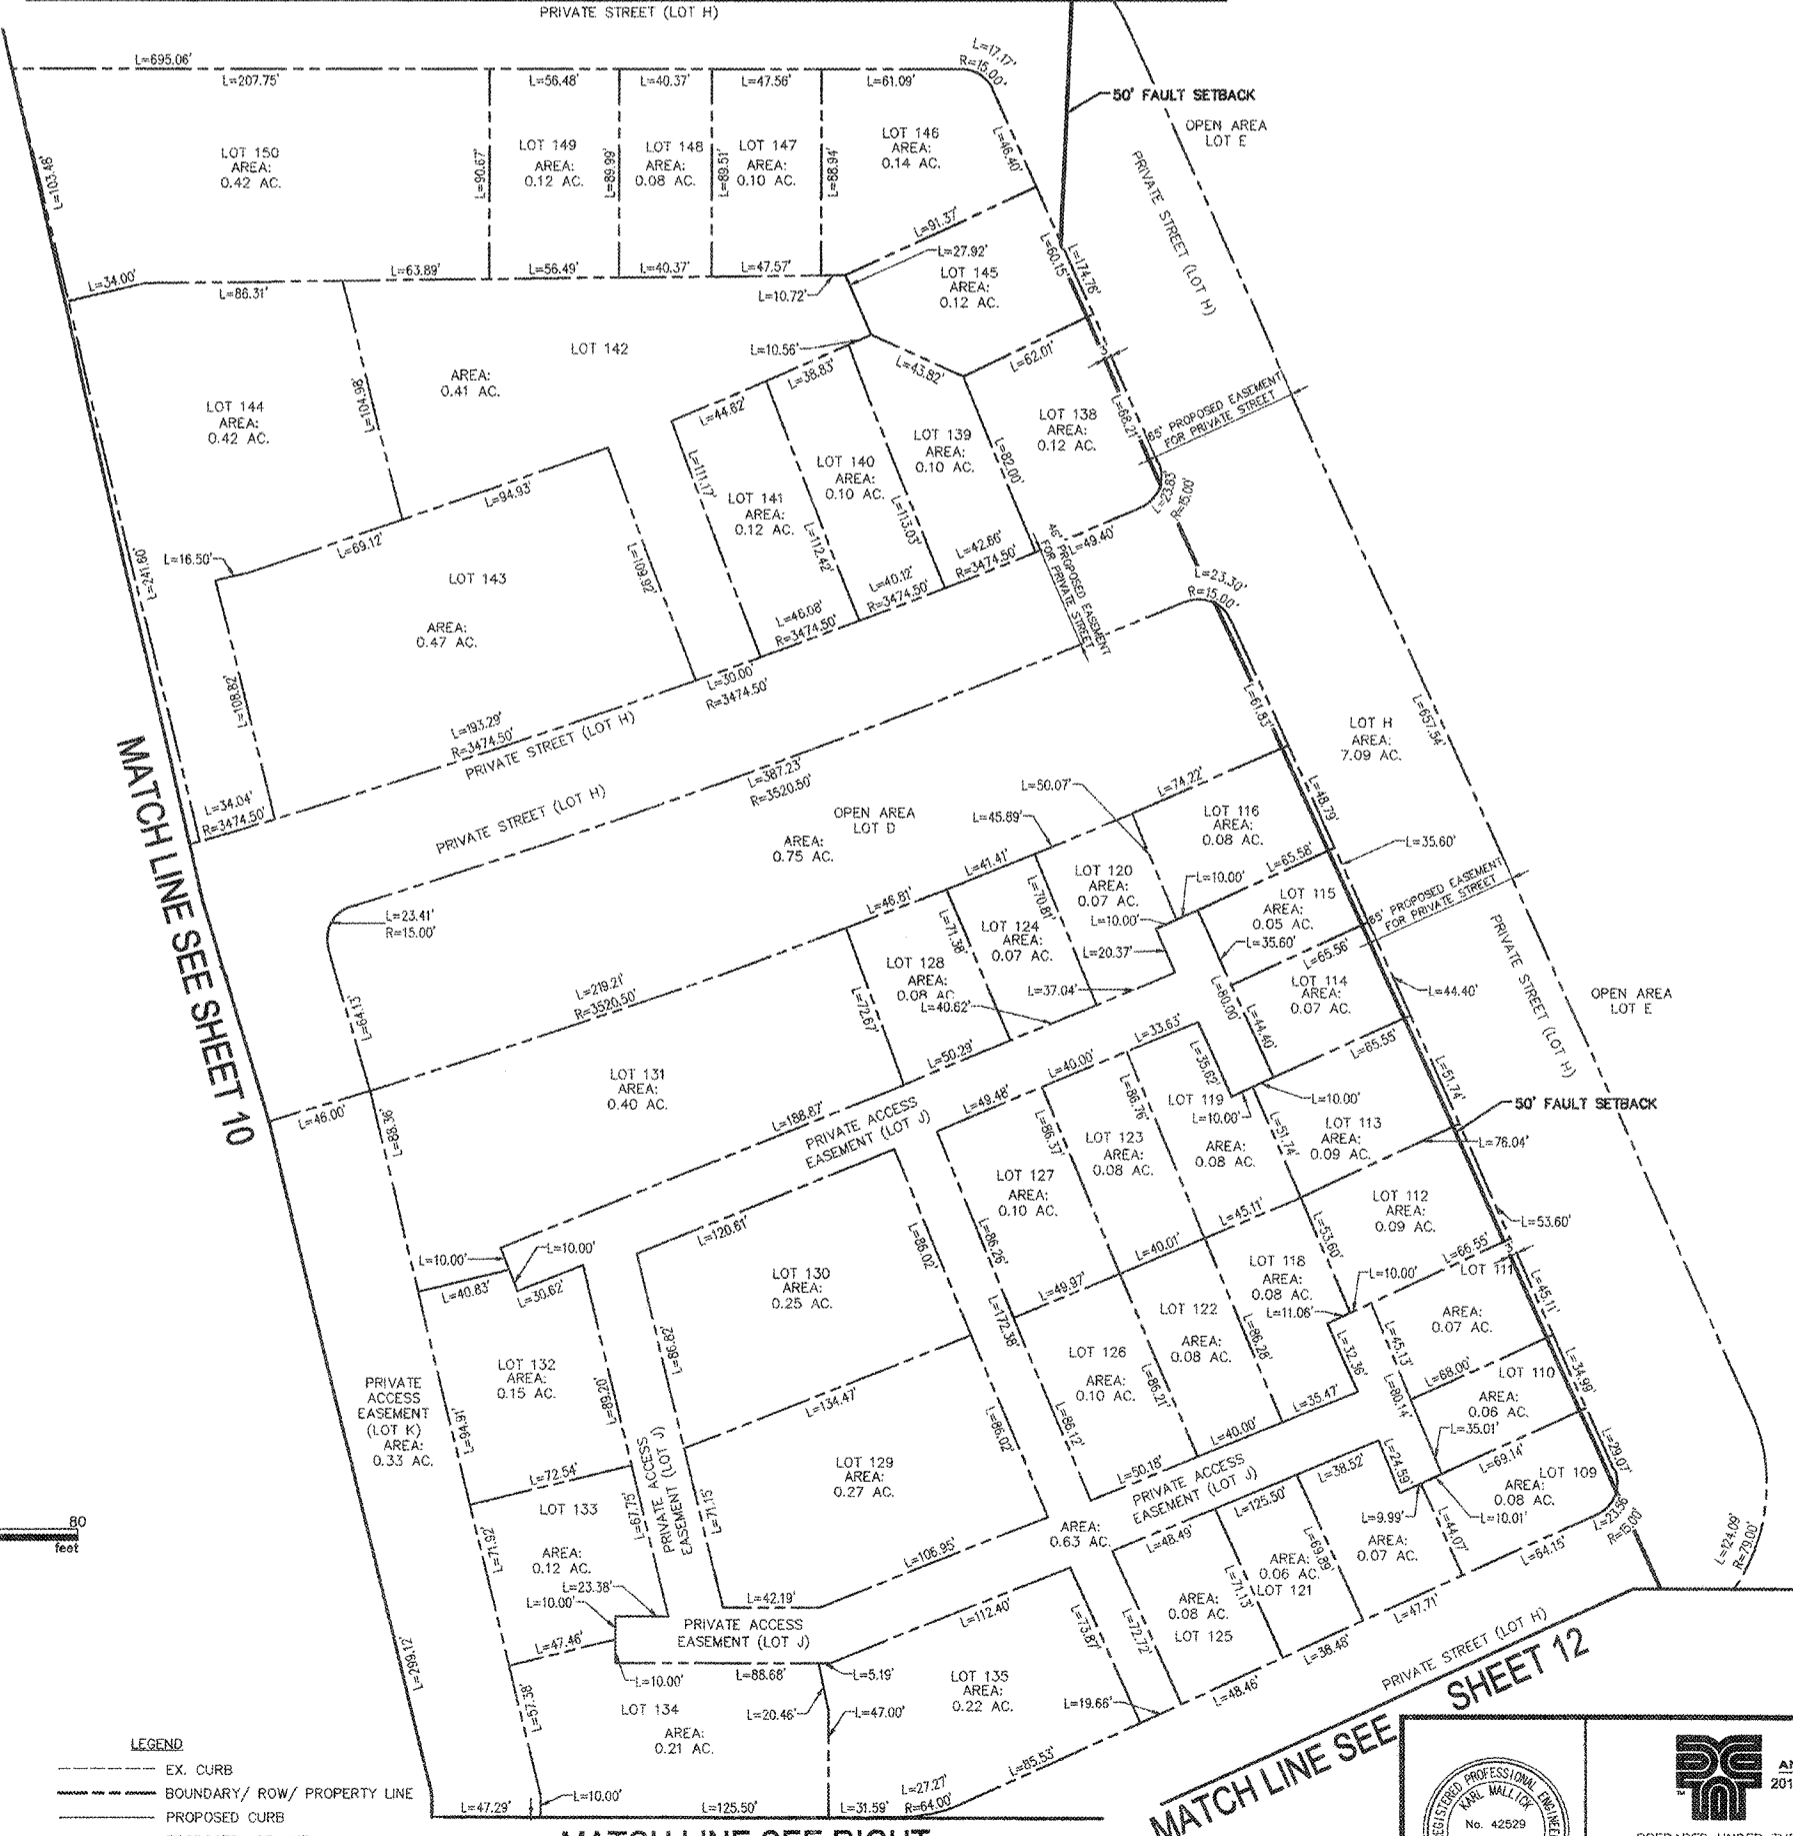 PRIVATE STREET (LOT H)
L=695.06'
L=207.75'
L=56.48'
L=40.37'
L=47.56'
L=61.09'
L=17.17'
R=15.00'
50' FAULT SETBACK
OPEN AREA
LOT E
PRIVATE STREET (LOT H)
L=103.48'
LOT 150
AREA:
0.42 AC.
L=90.67'
LOT 149
AREA:
0.12 AC.
L=89.99'
LOT 148
AREA:
0.08 AC.
L=89.51'
LOT 147
AREA:
0.10 AC.
L=88.94'
LOT 146
AREA:
0.14 AC.
L=46.40'
L=91.37'
L=27.92'
LOT 145
AREA:
0.12 AC.
L=60.15'
L=174.76'
L=34.00'
L=86.31'
L=63.89'
L=56.49'
L=40.37'
L=47.57'
L=10.72'
LOT 142
AREA:
0.41 AC.
L=10.56'
L=38.83'
L=43.82'
L=62.01'
L=44.62'
LOT 144
AREA:
0.42 AC.
L=104.98'
LOT 138
AREA:
0.12 AC.
L=68.21'
65' PROPOSED EASEMENT
FOR PRIVATE STREET
LOT 139
AREA:
0.10 AC.
L=82.00'
LOT 140
AREA:
0.10 AC.
L=111.17'
LOT 141
AREA:
0.12 AC.
L=112.42'
L=113.03'
L=23.83'
R=15.00'
L=94.93'
L=69.12'
L=16.50'
L=241.60'
LOT 143
AREA:
0.47 AC.
L=109.92'
L=108.82'
L=49.40'
46' PROPOSED EASEMENT
FOR PRIVATE STREET
L=42.66'
R=3474.50'
L=40.12'
R=3474.50'
L=46.08'
R=3474.50'
L=30.00'
R=3474.50'
L=193.29'
R=3474.50'
L=34.04'
R=3474.50'
PRIVATE STREET (LOT H)
L=23.30'
R=15.00'
PRIVATE STREET (LOT H)
L=387.23'
R=3520.50'
L=61.83'
LOT H
AREA:
7.09 AC.
L=657.54'
MATCH LINE SEE SHEET 10
OPEN AREA
LOT D
AREA:
0.75 AC.
L=50.07'
L=74.22'
L=45.89'
L=41.41'
L=46.81'
L=23.41'
R=15.00'
L=48.79'
LOT 116
AREA:
0.08 AC.
L=65.58'
L=35.60'
65' PROPOSED EASEMENT
FOR PRIVATE STREET
LOT 120
AREA:
0.07 AC.
L=10.00'
L=10.00'
LOT 115
AREA:
0.05 AC.
L=70.81'
LOT 124
AREA:
0.07 AC.
L=71.38'
LOT 128
AREA:
0.08 AC.
L=20.37'
L=35.60'
L=65.56'
L=37.04'
L=40.62'
L=80.00'
LOT 114
AREA:
0.07 AC.
L=44.40'
L=44.40'
PRIVATE STREET (LOT H)
OPEN AREA
LOT E
L=219.21'
R=3520.50'
L=72.67'
L=64.13'
LOT 131
AREA:
0.40 AC.
L=50.29'
L=33.63'
L=40.00'
L=35.62'
L=65.55'
L=49.48'
L=46.00'
L=88.36'
L=188.87'
PRIVATE ACCESS
EASEMENT (LOT J)
L=86.76'
LOT 119
L=10.00'
L=10.00'
AREA:
0.08 AC.
L=51.74'
50' FAULT SETBACK
LOT 113
AREA:
0.09 AC.
L=76.04'
L=51.74'
L=86.37'
LOT 123
AREA:
0.08 AC.
LOT 127
AREA:
0.10 AC.
L=120.61'
L=86.02'
L=86.26'
L=45.11'
L=40.01'
L=49.97'
LOT 112
AREA:
0.09 AC.
L=53.60'
L=53.60'
L=66.55'
L=10.00'
L=10.00'
L=40.83'
L=30.62'
LOT 130
AREA:
0.25 AC.
LOT 118
AREA:
0.08 AC.
L=10.00'
L=11.06'
LOT 111
AREA:
0.07 AC.
L=45.11'
L=172.38'
LOT 122
AREA:
0.08 AC.
L=86.28'
L=32.36'
L=45.13'
L=68.00'
LOT 110
AREA:
0.06 AC.
L=34.99'
LOT 126
AREA:
0.10 AC.
L=86.21'
L=35.47'
L=80.14'
L=86.82'
LOT 132
AREA:
0.15 AC.
L=89.20'
PRIVATE
ACCESS
EASEMENT
(LOT K)
AREA:
0.33 AC.
L=94.91'
L=134.47'
L=86.02'
L=86.12'
L=40.00'
L=50.18'
L=35.01'
L=69.14'
L=29.07'
PRIVATE ACCESS
EASEMENT (LOT J)
LOT 129
AREA:
0.27 AC.
L=72.54'
LOT 133
AREA:
0.12 AC.
L=67.75'
PRIVATE ACCESS
EASEMENT (LOT J)
L=71.15'
L=38.52'
L=24.59'
L=125.50'
LOT 109
AREA:
0.08 AC.
L=9.99'
L=10.01'
L=23.56'
R=15.00'
L=124.09'
R=79.00'
80
feet
AREA:
0.63 AC.
L=48.49'
L=69.89'
AREA:
0.07 AC.
L=44.07'
L=64.15'
L=71.92'
L=106.95'
L=23.38'
L=10.00'
L=42.19'
AREA:
0.06 AC.
LOT 121
L=71.13'
AREA:
0.08 AC.
LOT 125
L=47.71'
L=38.48'
L=48.46'
PRIVATE STREET (LOT H)
PRIVATE ACCESS
EASEMENT (LOT J)
L=112.40'
L=73.87'
L=72.72'
L=47.46'
L=10.00'
L=88.68'
L=5.19'
L=299.12'
L=57.38'
LOT 134
AREA:
0.21 AC.
L=20.46'
L=47.00'
LOT 135
AREA:
0.22 AC.
L=19.66'
L=85.53'
L=27.27'
R=64.00'
L=10.00'
L=47.29'
L=125.50'
L=31.59'
MATCH LINE SEE SHEET 12
MATCH LINE SEE RIGHT
LEGEND
EX. CURB
BOUNDARY/ ROW/ PROPERTY LINE
PROPOSED CURB
REGISTERED PROFESSIONAL ENGINEER
KARL MALLICK
No. 42529
201